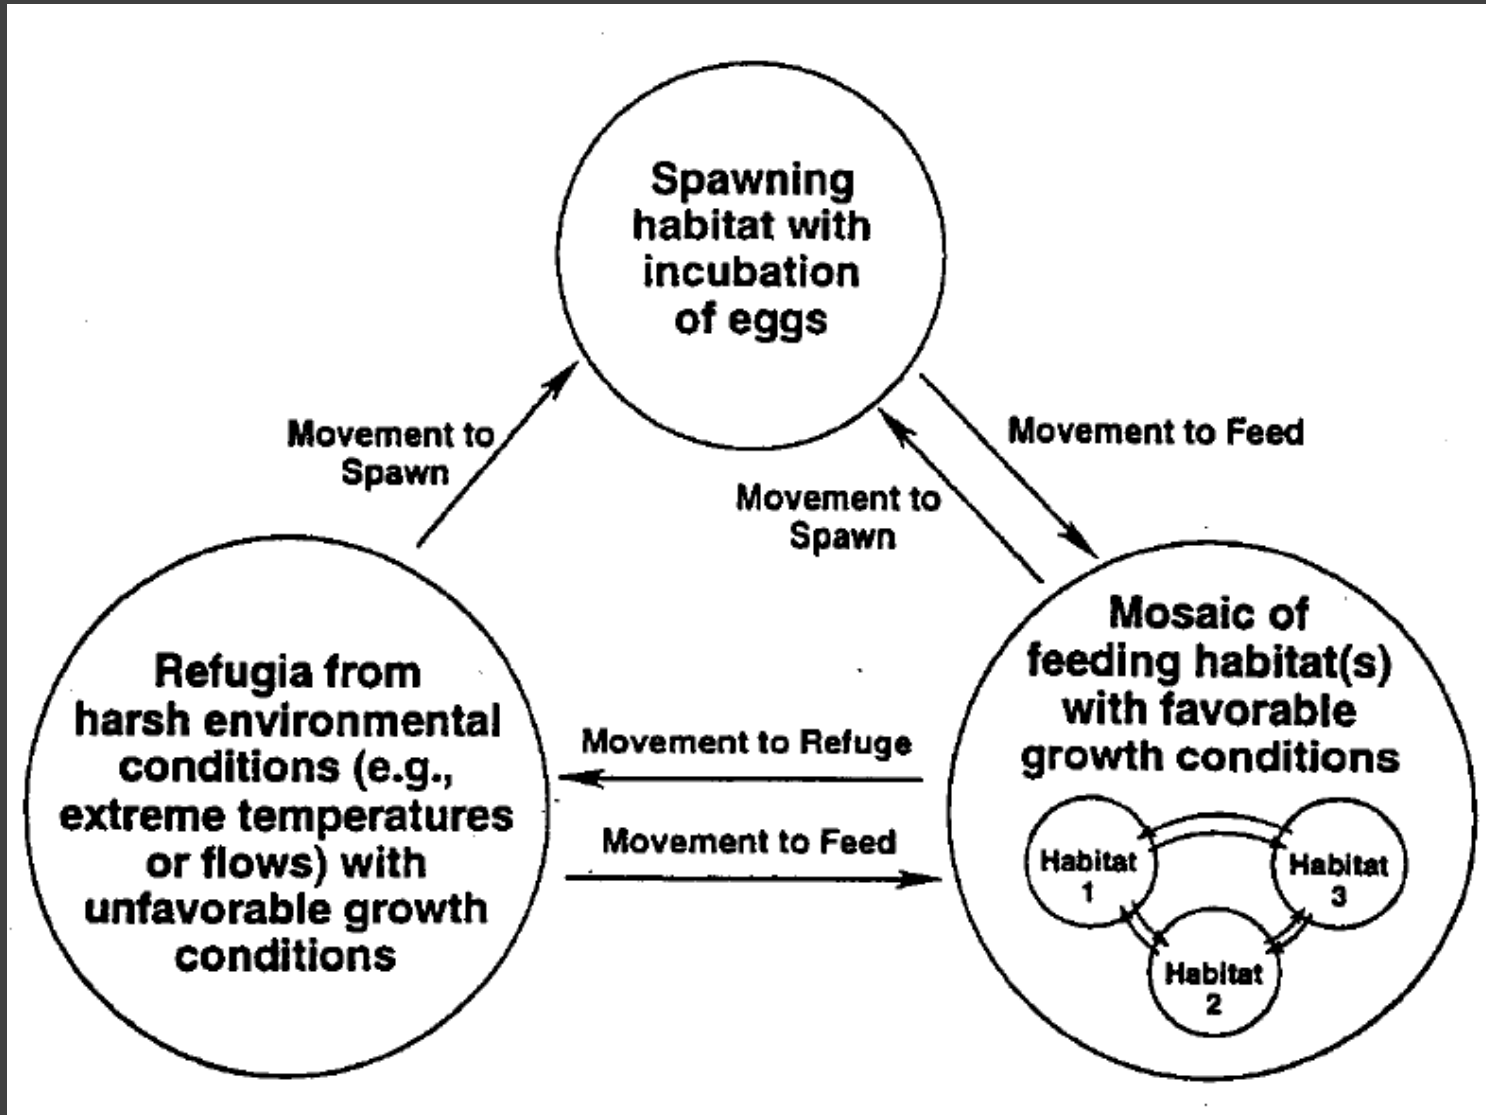 Spawning
habitat with
incubation
of eggs
Movement to
Spawn
Movement to Feed
Movement to
Spawn
Refugia from
harsh environmental
conditions (e.g.,
extreme temperatures
or flows) with
unfavorable growth
conditions
Movement to Refuge
Movement to Feed
Mosaic of
feeding habitat(s)
with favorable
growth conditions
Habitat
1
Habitat
3
Habitat
2